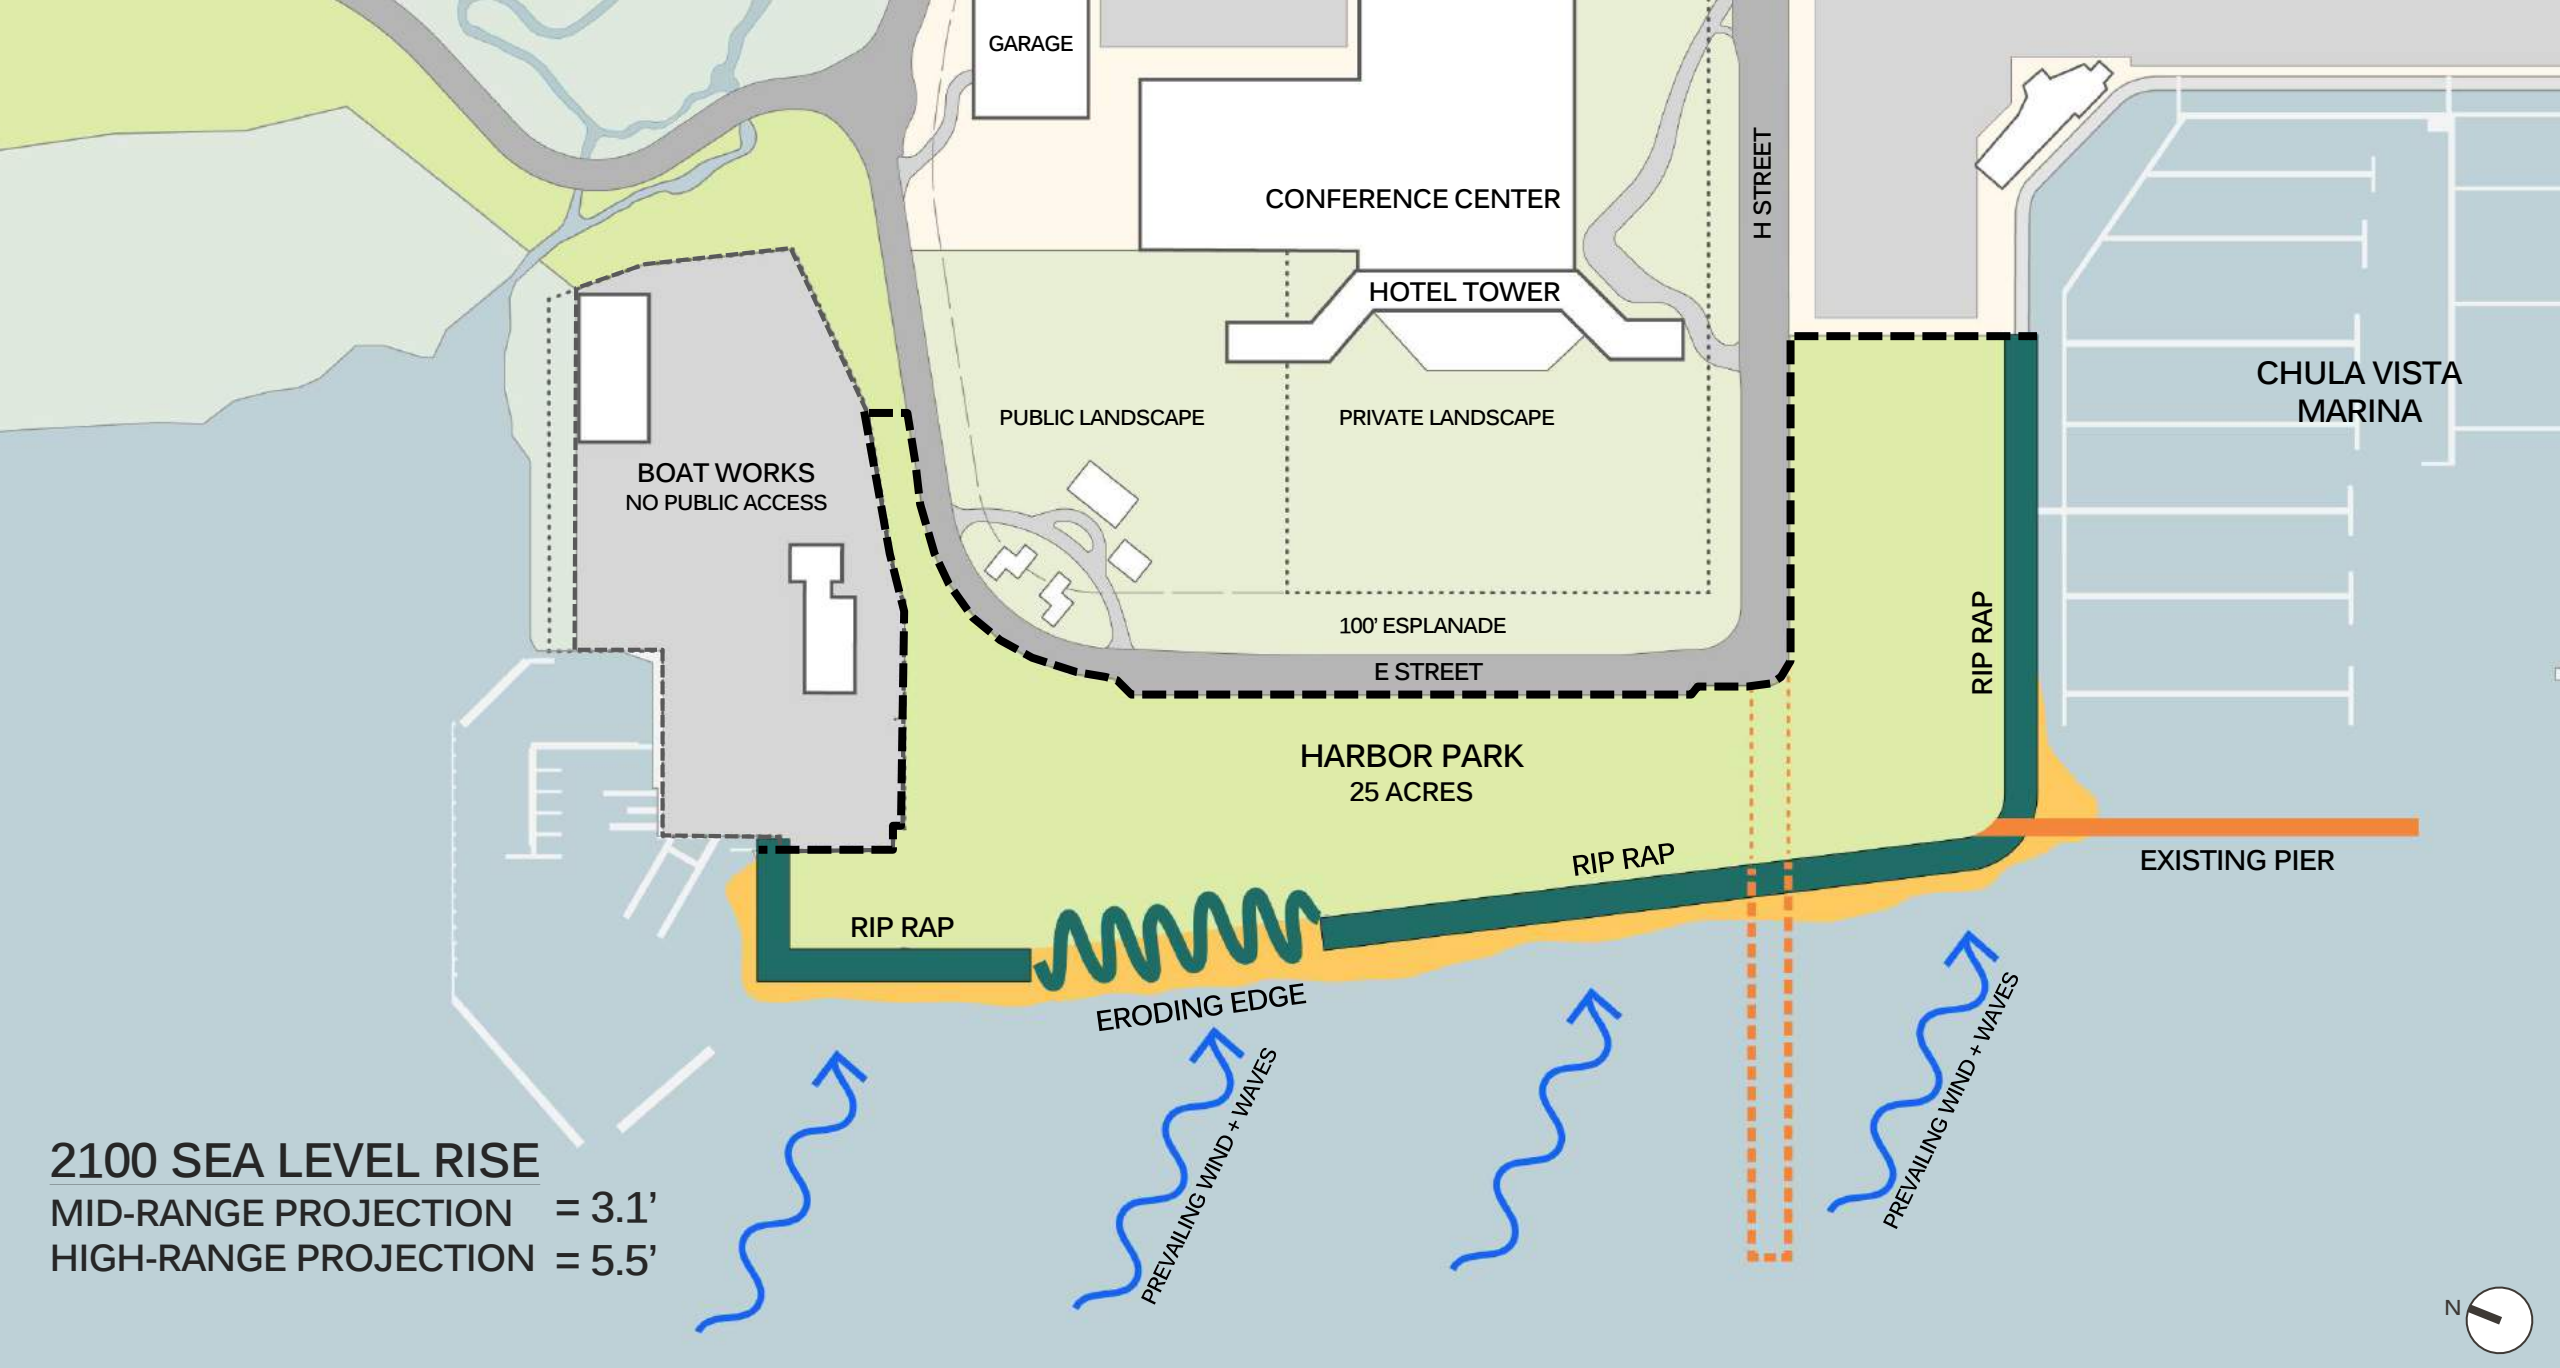 GARAGE
CONFERENCE CENTER
H STREET
HOTEL TOWER
CHULA VISTA
MARINA
PUBLIC LANDSCAPE
PRIVATE LANDSCAPE
BOAT WORKS
NO PUBLIC ACCESS
100’ ESPLANADE
E STREET
RIP RAP
HARBOR PARK
25 ACRES
RIP RAP
EXISTING PIER
RIP RAP
ERODING EDGE
PREVAILING WIND + WAVES
PREVAILING WIND + WAVES
2100 SEA LEVEL RISE
MID-RANGE PROJECTION = 3.1’
HIGH-RANGE PROJECTION = 5.5’
N